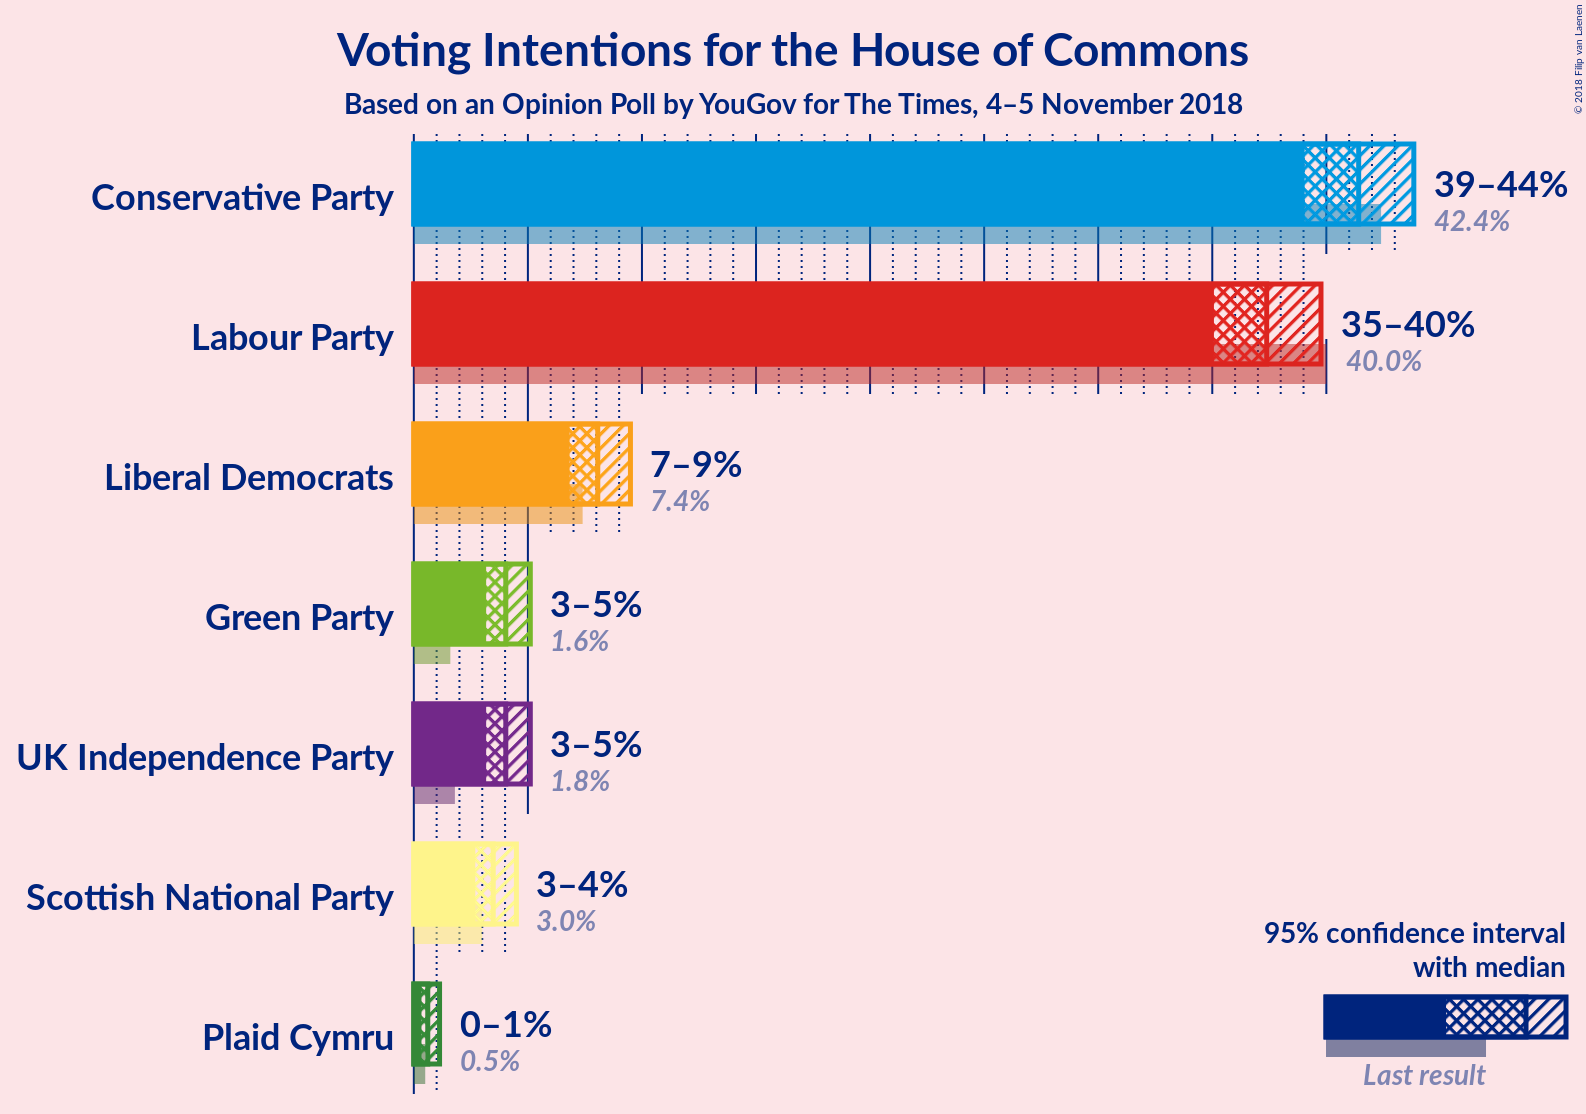 Voting Intentions for the House of Commons
Based on an Opinion Poll by YouGov for The Times, 4–5 November 2018
© 2018 Filip van Laenen
Conservative Party
39–44%
42.4%
Labour Party
35–40%
40.0%
Liberal Democrats
7–9%
7.4%
Green Party
3–5%
1.6%
UK Independence Party
3–5%
1.8%
Scottish National Party
3–4%
3.0%
Plaid Cymru
0–1%
0.5%
95% confidence interval
with median
Last result